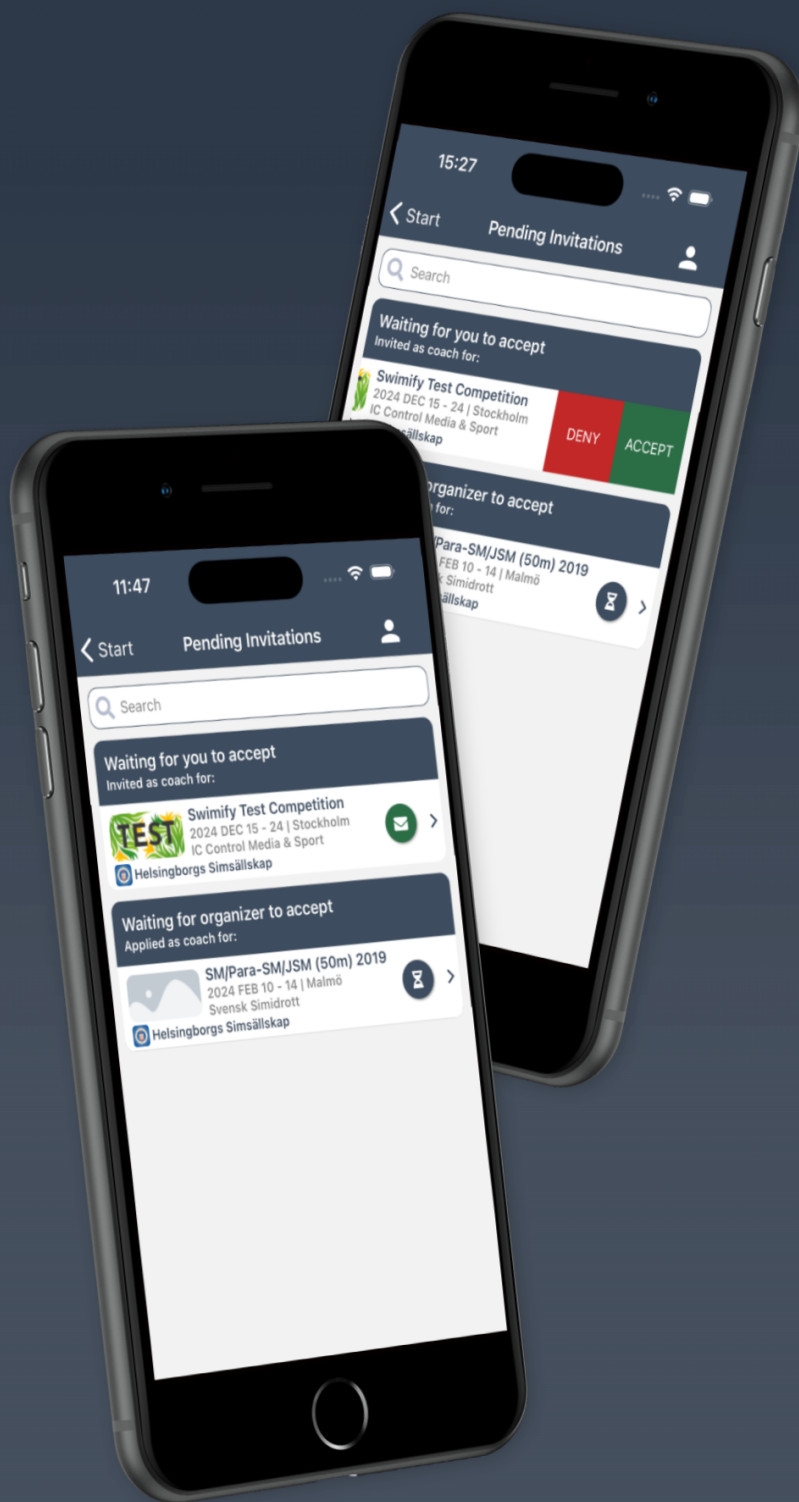 15:27
Start
Pending Invitations
Search
Waiting for you to accept
Invited as coach for:
Swimify Test Competition
2024 DEC 15 - 24 | Stockholm
IC Control Media & Sport
DENY
ACCEPT
organizer to accept
for:
/Para-SM/JSM (50m) 2019
FEB 10 - 14 | Malmö
Simidrott
11:47
Start
Pending Invitations
Search
Waiting for you to accept
Invited as coach for:
TEST
Swimify Test Competition
2024 DEC 15 - 24 | Stockholm
IC Control Media & Sport
Helsingborgs Simsällskap
Waiting for organizer to accept
Applied as coach for:
SM/Para-SM/JSM (50m) 2019
2024 FEB 10 - 14 | Malmö
Svensk Simidrott
Helsingborgs Simsällskap